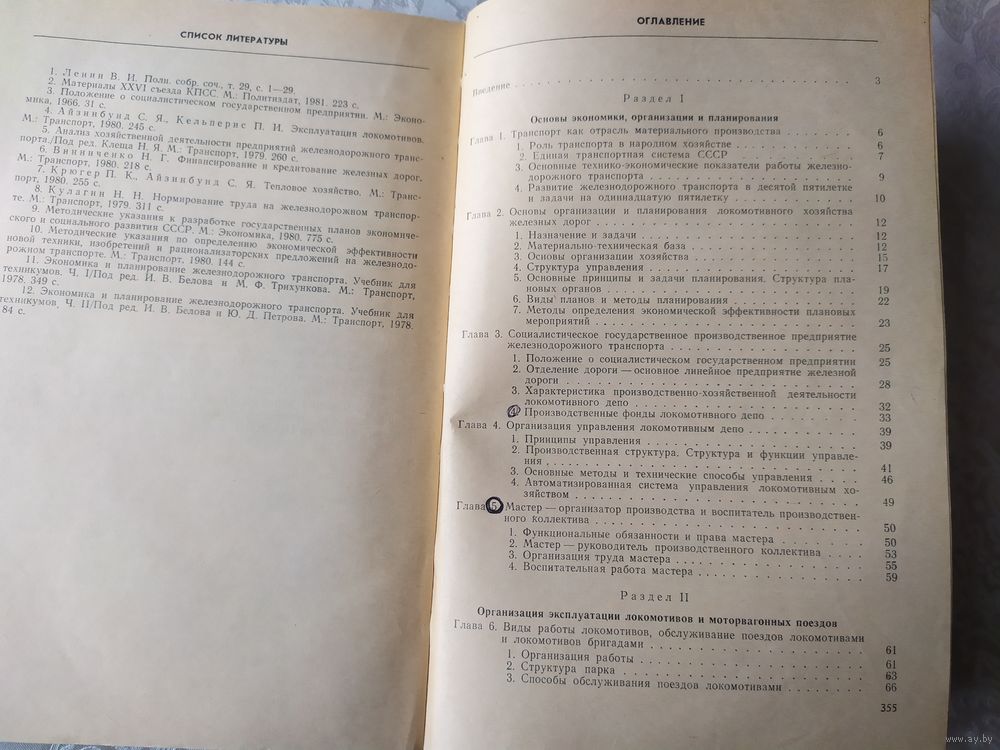 СПИСОК ЛИТЕРАТУРЫ
1. Ленин В. И. Полн. собр. соч., т. 29, с. 1—29.
2. Материалы XXVI съезда КПСС. М.: Политиздат, 1981. 223 с.
3. Положение о социалистическом государственном предприятии. М.: Эконо-
мика, 1966. 31 с.
4. Айзинбунд С. Я., Кельперис П. И. Эксплуатация локомотивов.
М.: Транспорт, 1980. 245 с.
5. Анализ хозяйственной деятельности предприятий железнодорожного транс-
порта./Под ред. Клеща Н. Я. М.: Транспорт, 1979. 260 с.
6. Винниченко Н. Г. Финансирование и кредитование железных дорог.
М.: Транспорт, 1980. 218 с.
7. Крюгер П. К., Айзинбунд С. Я. Тепловое хозяйство. М.: Транс-
порт, 1980. 255 с.
8. Кулагин Н. Н. Нормирование труда на железнодорожном транспор-
те. М.: Транспорт, 1979. 311 с.
9. Методические указания к разработке государственных планов экономиче-
ского и социального развития СССР. М.: Экономика, 1980. 775 с.
10. Методические указания по определению экономической эффективности
новой техники, изобретений и рационализаторских предложений на железнодо-
рожном транспорте. М.: Транспорт, 1980. 144 с.
11. Экономика и планирование железнодорожного транспорта. Учебник для
техникумов. Ч. I/Под ред. И. В. Белова и М. Ф. Трихункова. М.: Транспорт,
1978. 349 с.
12. Экономика и планирование железнодорожного транспорта. Учебник для
техникумов. Ч. II/Под ред. И. В. Белова и Ю. Д. Петрова. М.: Транспорт, 1978.
84 с.
ОГЛАВЛЕНИЕ
Введение . . . 3
Раздел I
Основы экономики, организации и планирования
Глава 1. Транспорт как отрасль материального производства . . . 6
1. Роль транспорта в народном хозяйстве . . . 6
2. Единая транспортная система СССР . . . 7
3. Основные технико-экономические показатели работы железно-
дорожного транспорта . . . 9
4. Развитие железнодорожного транспорта в десятой пятилетке
и задачи на одиннадцатую пятилетку . . . 10
Глава 2. Основы организации и планирования локомотивного хозяйства
железных дорог . . . 12
1. Назначение и задачи . . . 12
2. Материально-техническая база . . . 12
3. Основы организации хозяйства . . . 15
4. Структура управления . . . 17
5. Основные принципы и задачи планирования. Структура пла-
новых органов . . . 19
6. Виды планов и методы планирования . . . 22
7. Методы определения экономической эффективности плановых
мероприятий . . . 23
Глава 3. Социалистическое государственное производственное предприятие
железнодорожного транспорта . . . 25
1. Положение о социалистическом государственном предприятии 25
2. Отделение дороги — основное линейное предприятие железной
дороги . . . 28
3. Характеристика производственно-хозяйственной деятельности
локомотивного депо . . . 32
Производственные фонды локомотивного депо . . . 33
Глава 4. Организация управления локомотивным депо . . . 39
1. Принципы управления . . . 39
2. Производственная структура. Структура и функции управле-
ния . . . 41
3. Основные методы и технические способы управления . . . 46
4. Автоматизированная система управления локомотивным хо-
зяйством . . . 49
Глава 5. Мастер — организатор производства и воспитатель производствен-
ного коллектива . . . 50
1. Функциональные обязанности и права мастера . . . 50
2. Мастер — руководитель производственного коллектива . . . 53
3. Организация труда мастера . . . 55
4. Воспитательная работа мастера . . . 59
Раздел II
Организация эксплуатации локомотивов и моторвагонных поездов
Глава 6. Виды работы локомотивов, обслуживание поездов локомотивами
и локомотивов бригадами . . . 61
1. Организация работы . . . 61
2. Структура парка . . . 63
3. Способы обслуживания поездов локомотивами . . . 66
355
www.ay.by